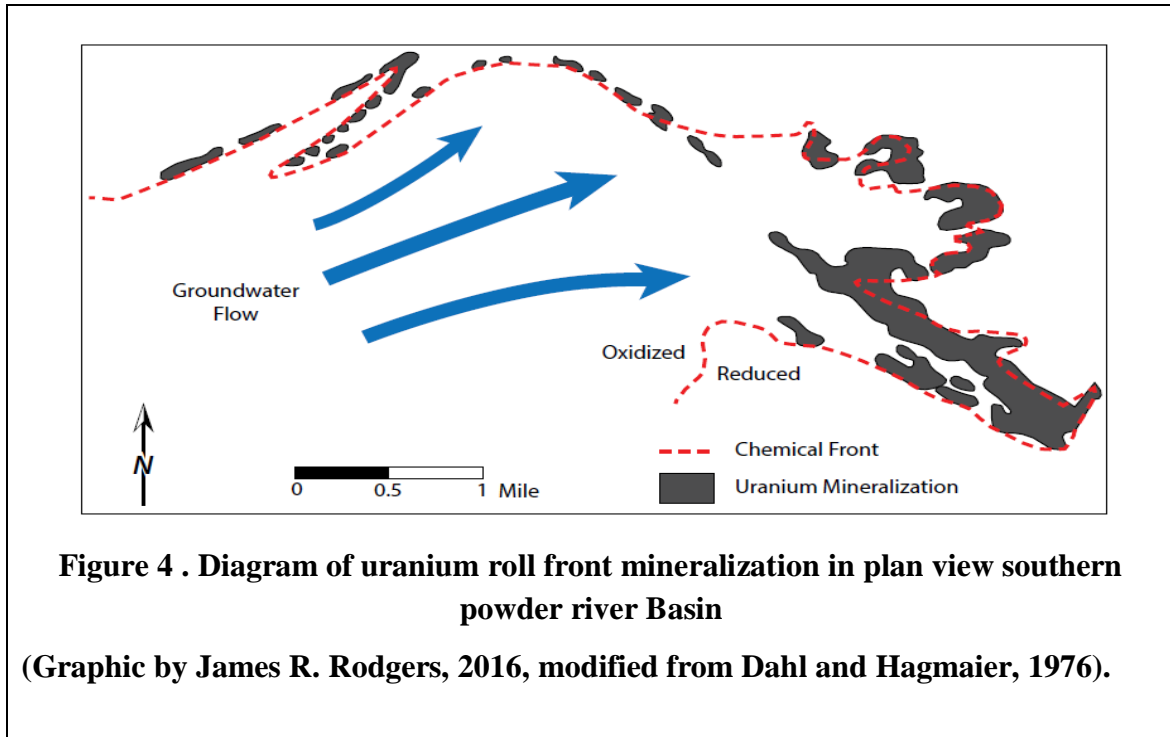 Groundwater
Flow
Oxidized
Reduced
N
0 0.5 1 Mile
Chemical Front
Uranium Mineralization
Figure 4 . Diagram of uranium roll front mineralization in plan view southern
powder river Basin
(Graphic by James R. Rodgers, 2016, modified from Dahl and Hagmaier, 1976).